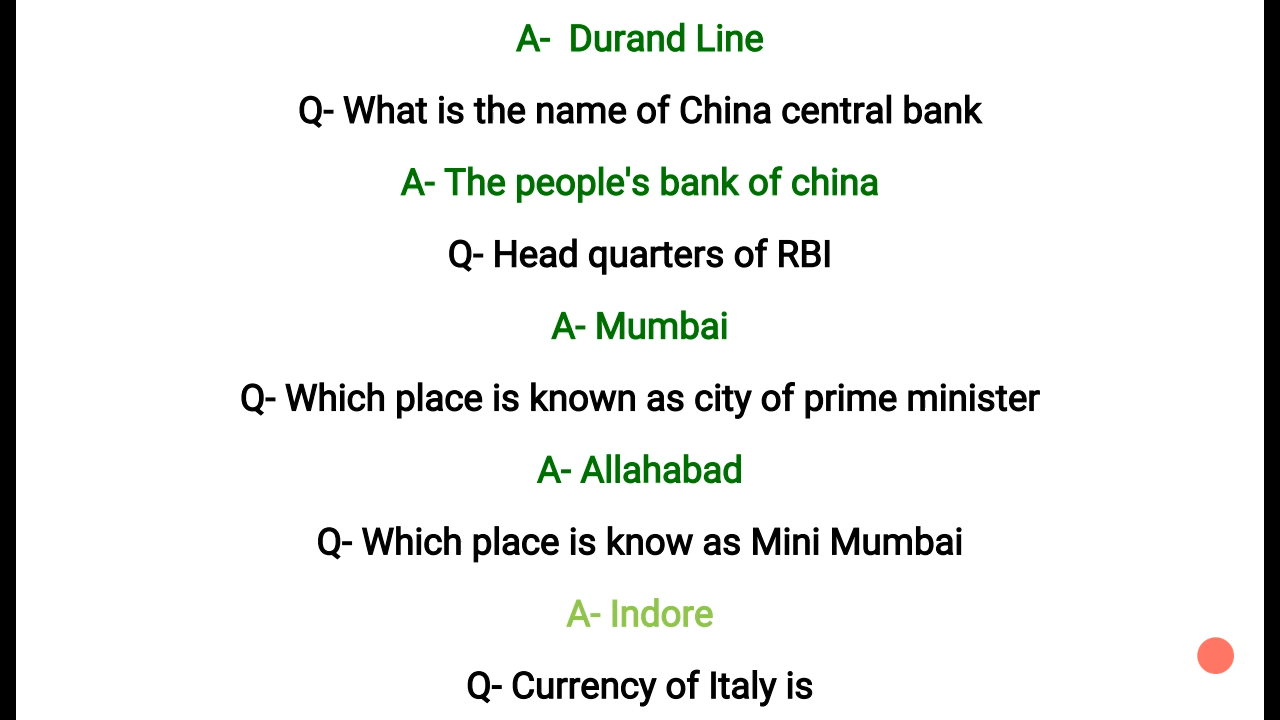 A-  Durand Line
Q- What is the name of China central bank
A- The people's bank of china
Q- Head quarters of RBI
A- Mumbai
Q- Which place is known as city of prime minister
A- Allahabad
Q- Which place is know as Mini Mumbai
A- Indore
Q- Currency of Italy is